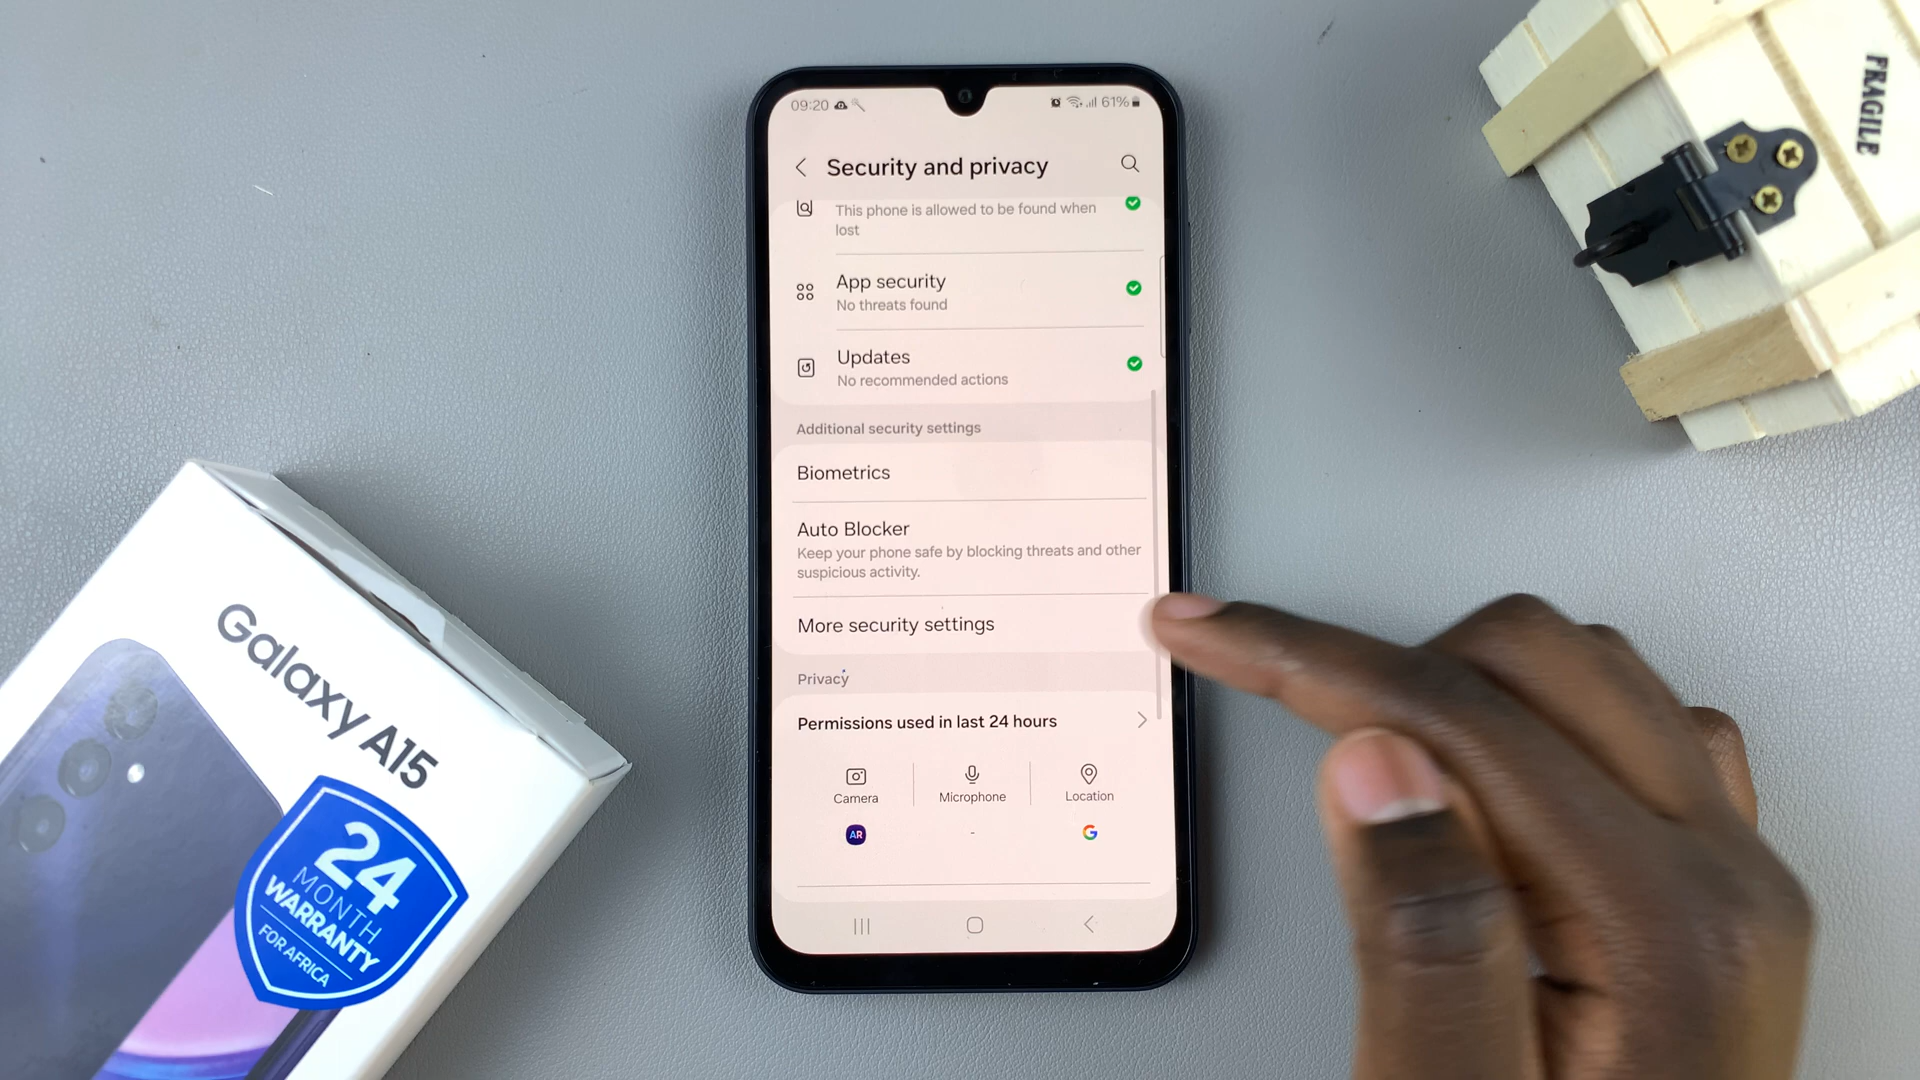 09:20
61%
Security and privacy
This phone is allowed to be found when
lost
App security
No threats found
Updates
No recommended actions
Additional security settings
Biometrics
Auto Blocker
Keep your phone safe by blocking threats and other
suspicious activity.
More security settings
Privacy
Permissions used in last 24 hours
Camera
Microphone
Location
AR
-
G
Galaxy A15
24
MONTH
WARRANTY
FOR AFRICA
FRAGILE